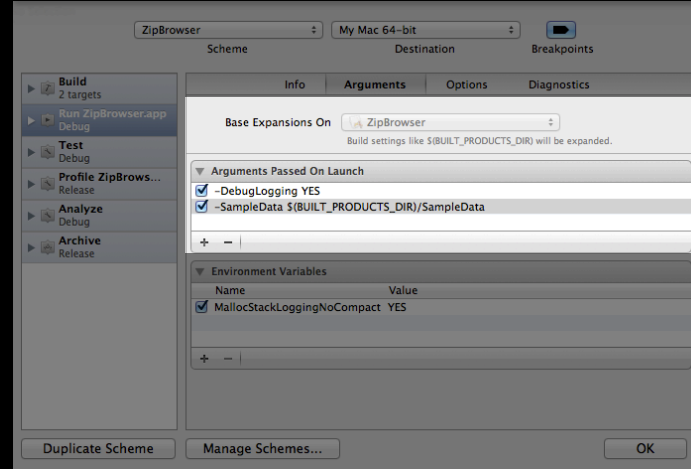 ZipBrowser
My Mac 64-bit
Scheme
Destination
Breakpoints
Build
2 targets
Run ZipBrowser.app
Debug
Test
Debug
Profile ZipBrows...
Release
Analyze
Debug
Archive
Release
Info
Arguments
Options
Diagnostics
Base Expansions On
ZipBrowser
Build settings like $(BUILT_PRODUCTS_DIR) will be expanded.
Arguments Passed On Launch
-DebugLogging YES
-SampleData $(BUILT_PRODUCTS_DIR)/SampleData
+ -
Environment Variables
Name Value
MallocStackLoggingNoCompact YES
+ -
Duplicate Scheme
Manage Schemes...
OK